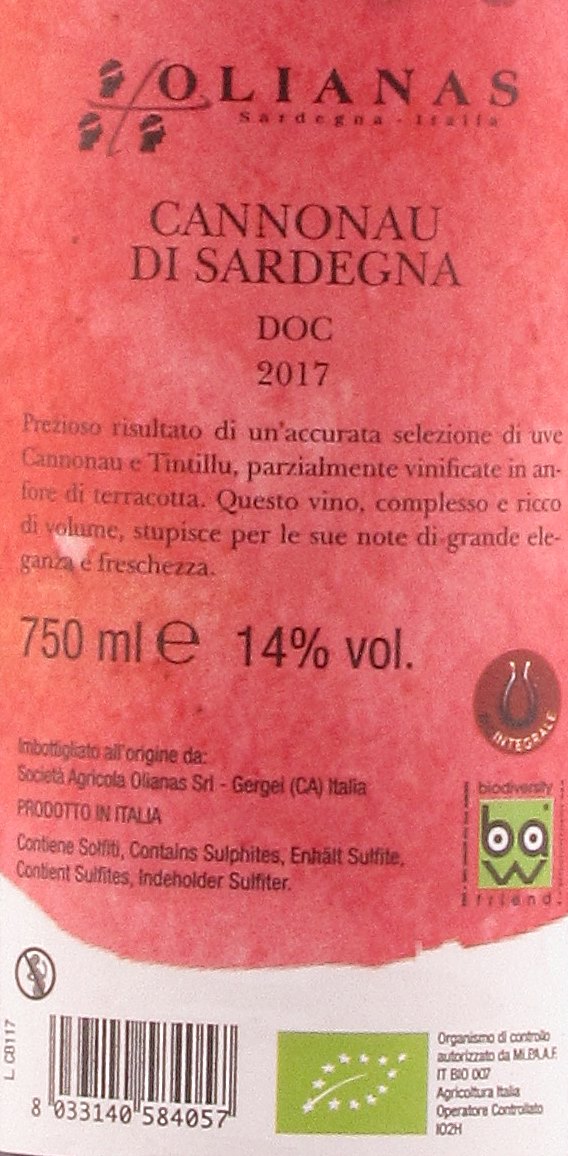 OLIANAS
Sardegna - Italia
CANNONAU
DI SARDEGNA
DOC
2017
Prezioso risultato di un'accurata selezione di uve
Cannonau e Tintillu, parzialmente vinificate in an-
fore di terracotta. Questo vino, complesso e ricco
di volume, stupisce per le sue note di grande ele-
ganza e freschezza.
750 ml e 14% vol.
INTEGRALE
Imbottigliato all'origine da:
Società Agricola Olianas Srl - Gergei (CA) Italia
PRODOTTO IN ITALIA
Contiene Solfiti, Contains Sulphites, Enhält Sulfite,
Contient Sulfites, Indeholder Sulfiter.
biodiversity
friend
L. CB117
8 033140 584057
Organismo di controllo
autorizzato da MI.P.A.A.F.
IT BIO 007
Agricoltura Italia
Operatore Controllato
IO2H